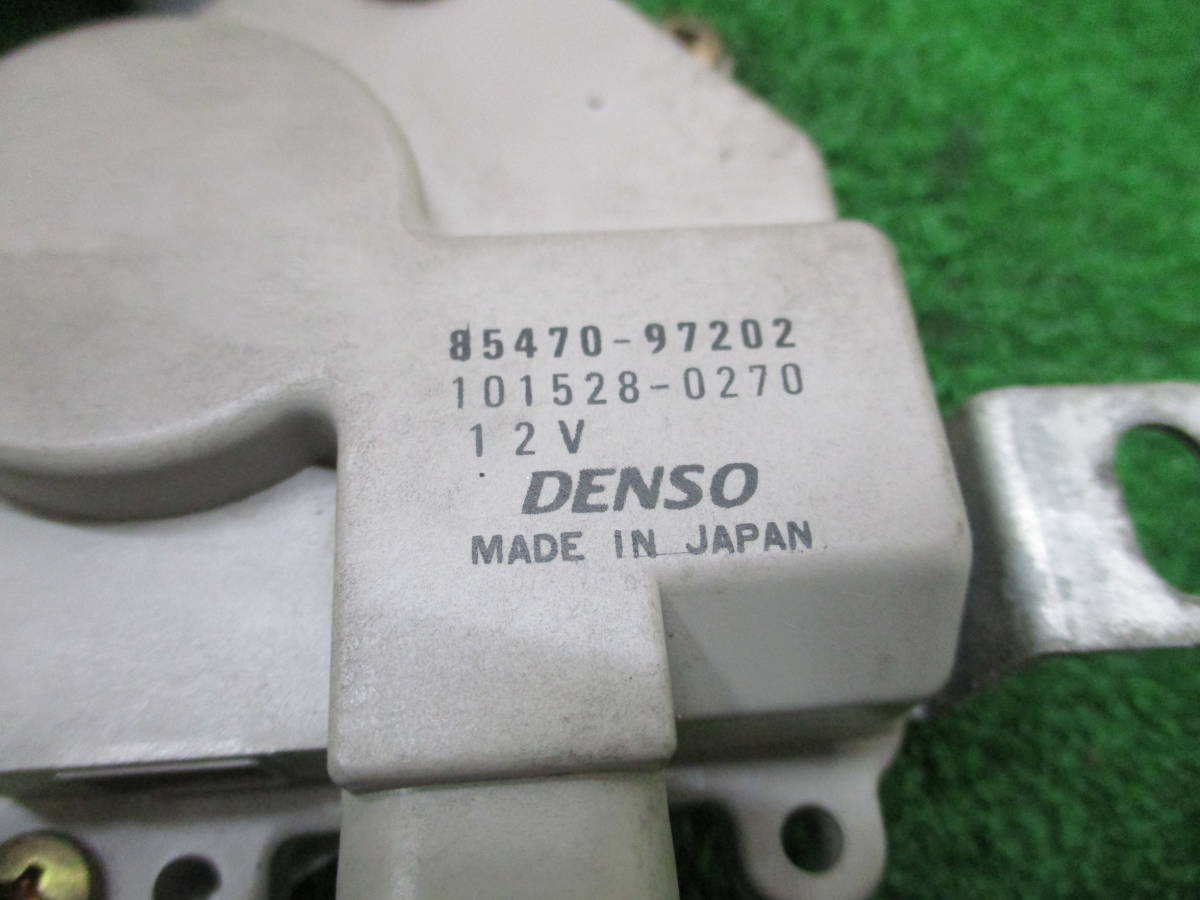 85470-97202
101528-0270
12V
DENSO
MADE IN JAPAN